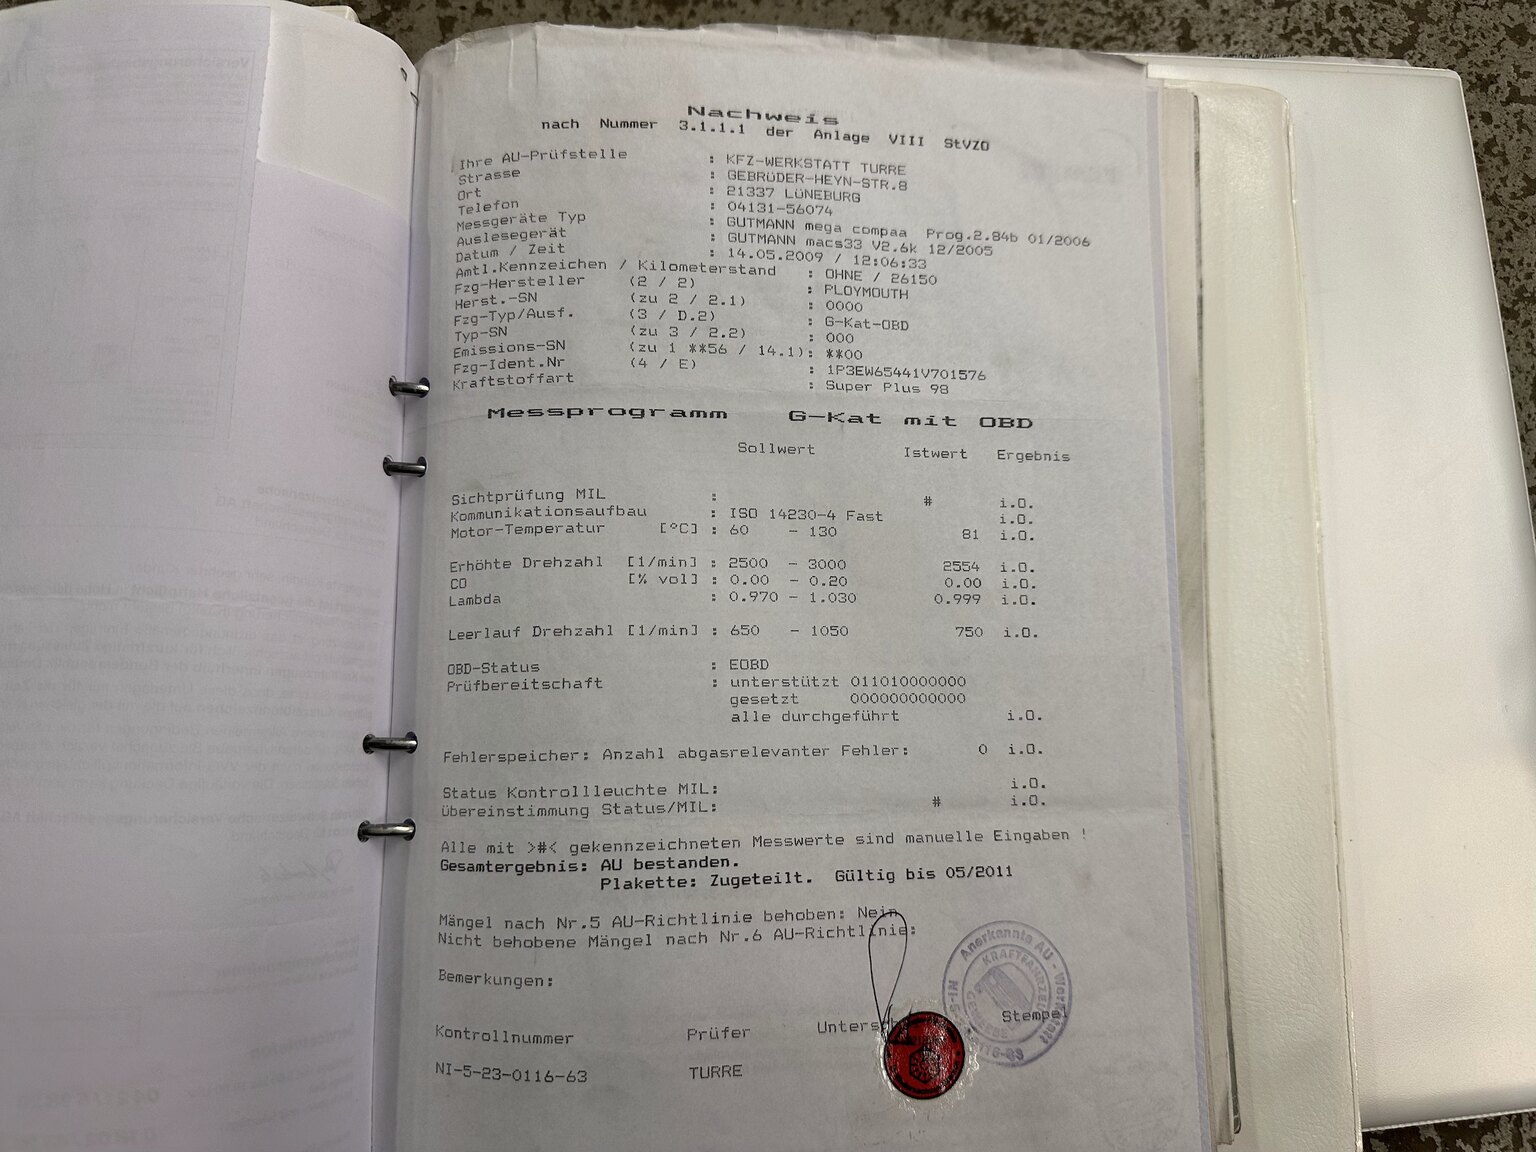 Nachweis
nach Nummer 3.1.1.1 der Anlage VIII StVZO
Ihre AU-Prüfstelle : KFZ-WERKSTATT TURRE
Strasse : GEBRÜDER-HEYN-STR.8
Ort : 21337 LÜNEBURG
Telefon : 04131-56074
Messgeräte Typ : GUTMANN mega compaa Prog.2.84b 01/2006
Auslesegerät : GUTMANN macs33 V2.6k 12/2005
Datum / Zeit : 14.05.2009 / 12:06:33
Amtl.Kennzeichen / Kilometerstand : OHNE / 26150
Fzg-Hersteller (2 / 2) : PLOYMOUTH
Herst.-SN (zu 2 / 2.1) : 0000
Fzg-Typ/Ausf. (3 / D.2) : G-Kat-OBD
Typ-SN (zu 3 / 2.2) : 000
Emissions-SN (zu 1 **56 / 14.1): **00
Fzg-Ident.Nr (4 / E) : 1P3EW65441V701576
Kraftstoffart : Super Plus 98
Messprogramm G-Kat mit OBD
Sollwert Istwert Ergebnis
Sichtprüfung MIL : # i.O.
Kommunikationsaufbau : ISO 14230-4 Fast i.O.
Motor-Temperatur [°C] : 60 - 130 81 i.O.
Erhöhte Drehzahl [1/min] : 2500 - 3000 2554 i.O.
CO [% vol] : 0.00 - 0.20 0.00 i.O.
Lambda : 0.970 - 1.030 0.999 i.O.
Leerlauf Drehzahl [1/min] : 650 - 1050 750 i.O.
OBD-Status : EOBD
Prüfbereitschaft : unterstützt 011010000000
gesetzt 000000000000
alle durchgeführt i.O.
Fehlerspeicher: Anzahl abgasrelevanter Fehler: 0 i.O.
Status Kontrollleuchte MIL: i.O.
übereinstimmung Status/MIL: # i.O.
Alle mit >#< gekennzeichneten Messwerte sind manuelle Eingaben !
Gesamtergebnis: AU bestanden.
Plakette: Zugeteilt. Gültig bis 05/2011
Mängel nach Nr.5 AU-Richtlinie behoben: Nein
Nicht behobene Mängel nach Nr.6 AU-Richtlinie:
Bemerkungen:
Anerkannte AU - Werkstatt
KRAFTFAHRZEUG
GEWERBE
Kontrollnummer Prüfer Untersch Stempel
NI-5-23-0116-63 TURRE